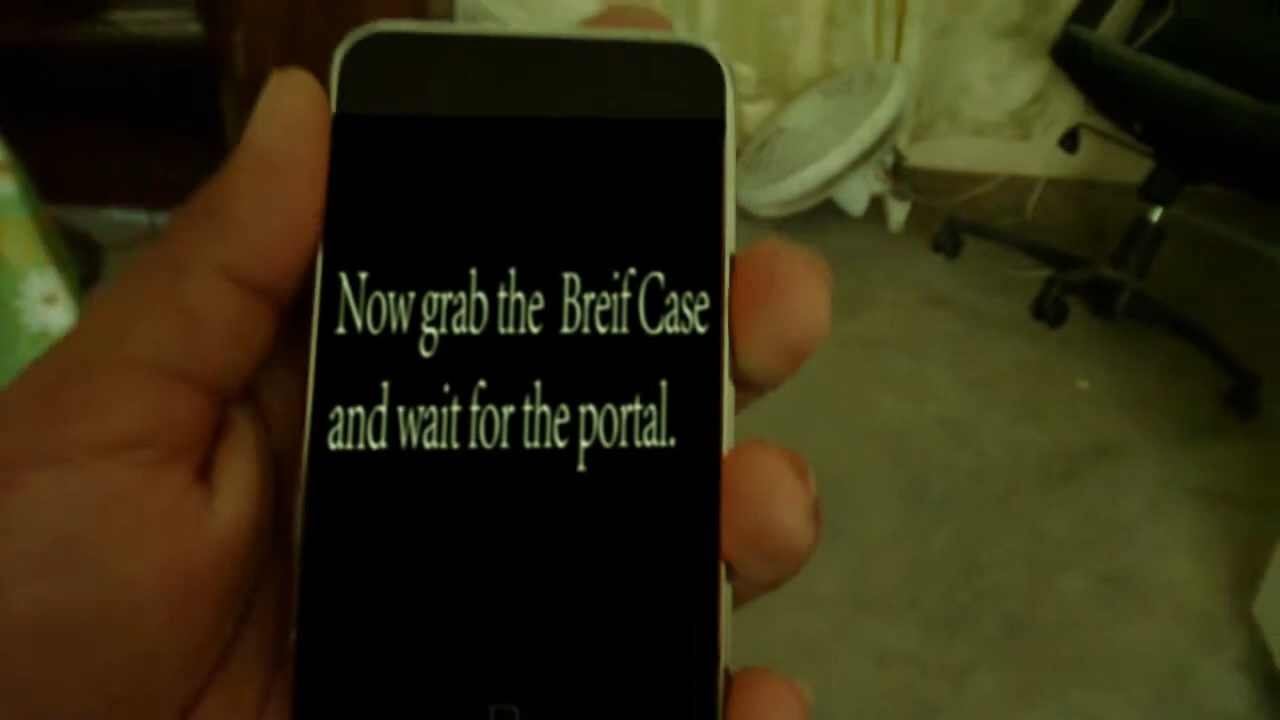 Now grab the Breif Case
and wait for the portal.